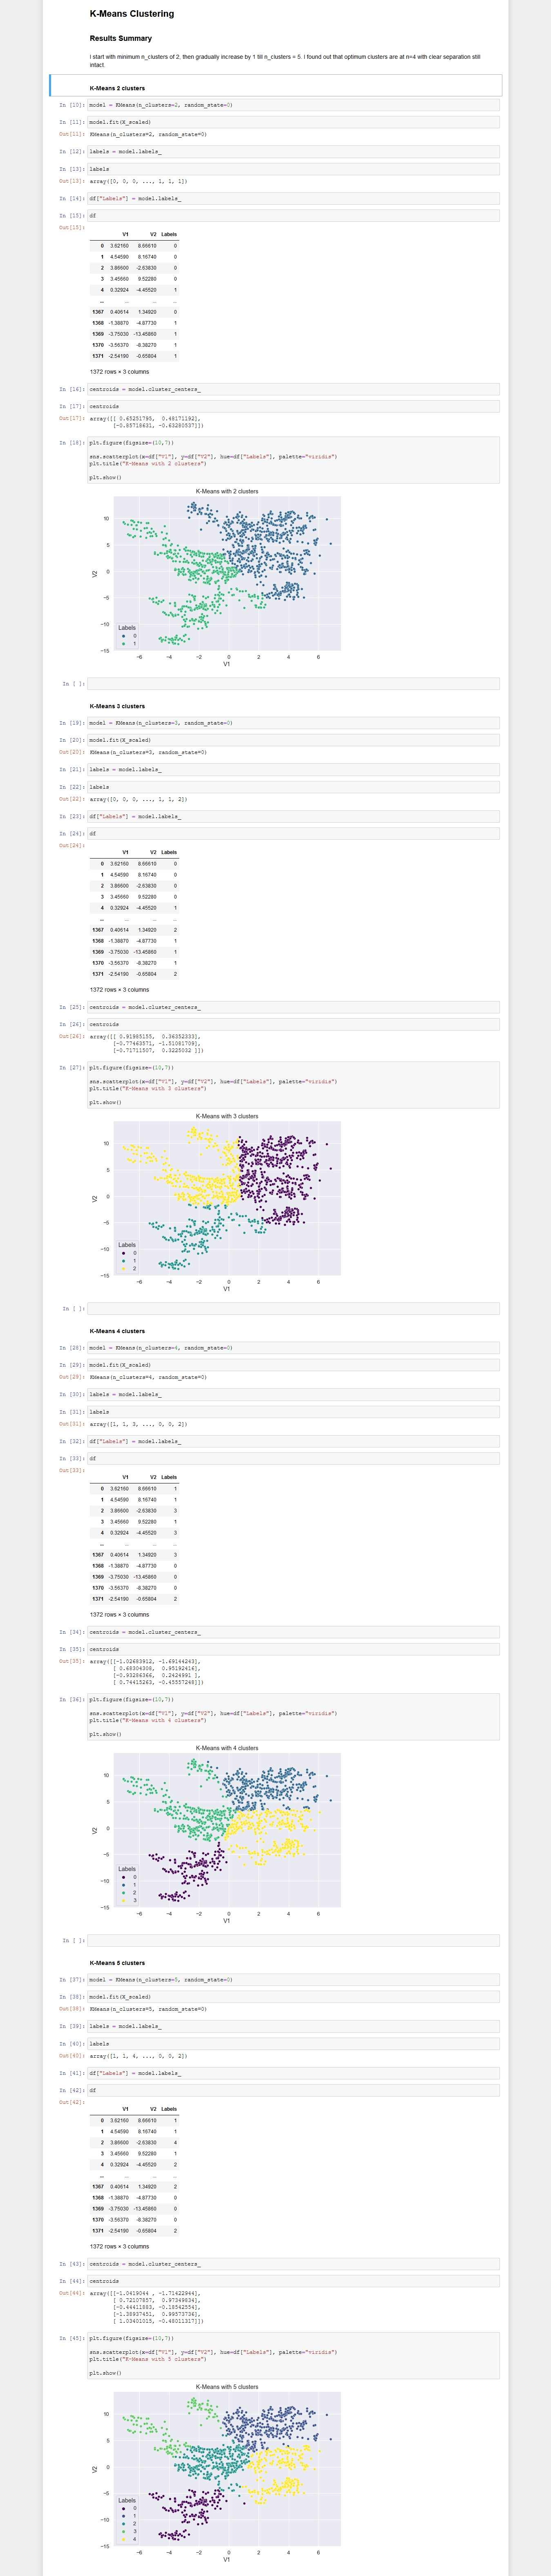 K-Means Clustering
Results Summary
I start with minimum n_clusters of 2, then gradually increase by 1 till n_clusters = 5. I found out that optimum clusters are at n=4 with clear separation still
intact.
K-Means 2 clusters
In [10]: model = KMeans(n_clusters=2, random_state=0)
In [11]: model.fit(X_scaled)
Out[11]: KMeans(n_clusters=2, random_state=0)
In [12]: labels = model.labels_
In [13]: labels
Out[13]: array([0, 0, 0, ..., 1, 1, 1])
In [14]: df["Labels"] = model.labels_
In [15]: df
Out[15]:
V1 V2 Labels
0 3.62160 8.66610 0
1 4.54590 8.16740 0
2 3.86600 -2.63830 0
3 3.45660 9.52280 0
4 0.32924 -4.45520 1
... ... ... ...
1367 0.40614 1.34920 0
1368 -1.38870 -4.87730 1
1369 -3.75030 -13.45860 1
1370 -3.56370 -8.38270 1
1371 -2.54190 -0.65804 1
1372 rows × 3 columns
In [16]: centroids = model.cluster_centers_
In [17]: centroids
Out[17]: array([[ 0.65251795, 0.48171192],
[-0.85718631, -0.63280537]])
In [18]: plt.figure(figsize=(10,7))
sns.scatterplot(x=df["V1"], y=df["V2"], hue=df["Labels"], palette="viridis")
plt.title("K-Means with 2 clusters")
plt.show()
K-Means with 2 clusters
10
5
0
V2
−5
−10
−15
Labels
0
1
−6 −4 −2 0 2 4 6
V1
In [ ]:
K-Means 3 clusters
In [19]: model = KMeans(n_clusters=3, random_state=0)
In [20]: model.fit(X_scaled)
Out[20]: KMeans(n_clusters=3, random_state=0)
In [21]: labels = model.labels_
In [22]: labels
Out[22]: array([0, 0, 0, ..., 1, 1, 2])
In [23]: df["Labels"] = model.labels_
In [24]: df
Out[24]:
V1 V2 Labels
0 3.62160 8.66610 0
1 4.54590 8.16740 0
2 3.86600 -2.63830 0
3 3.45660 9.52280 0
4 0.32924 -4.45520 1
... ... ... ...
1367 0.40614 1.34920 2
1368 -1.38870 -4.87730 1
1369 -3.75030 -13.45860 1
1370 -3.56370 -8.38270 1
1371 -2.54190 -0.65804 2
1372 rows × 3 columns
In [25]: centroids = model.cluster_centers_
In [26]: centroids
Out[26]: array([[ 0.91985155, 0.36352333],
[-0.77463571, -1.51081709],
[-0.71711507, 0.3225032 ]])
In [27]: plt.figure(figsize=(10,7))
sns.scatterplot(x=df["V1"], y=df["V2"], hue=df["Labels"], palette="viridis")
plt.title("K-Means with 3 clusters")
plt.show()
K-Means with 3 clusters
10
5
0
V2
−5
−10
−15
Labels
0
1
2
−6 −4 −2 0 2 4 6
V1
In [ ]:
K-Means 4 clusters
In [28]: model = KMeans(n_clusters=4, random_state=0)
In [29]: model.fit(X_scaled)
Out[29]: KMeans(n_clusters=4, random_state=0)
In [30]: labels = model.labels_
In [31]: labels
Out[31]: array([1, 1, 3, ..., 0, 0, 2])
In [32]: df["Labels"] = model.labels_
In [33]: df
Out[33]:
V1 V2 Labels
0 3.62160 8.66610 1
1 4.54590 8.16740 1
2 3.86600 -2.63830 3
3 3.45660 9.52280 1
4 0.32924 -4.45520 3
... ... ... ...
1367 0.40614 1.34920 3
1368 -1.38870 -4.87730 0
1369 -3.75030 -13.45860 0
1370 -3.56370 -8.38270 0
1371 -2.54190 -0.65804 2
1372 rows × 3 columns
In [34]: centroids = model.cluster_centers_
In [35]: centroids
Out[35]: array([[-1.02683912, -1.69144243],
[ 0.68304308, 0.95192416],
[-0.93284366, 0.2424991 ],
[ 0.74415263, -0.45557248]])
In [36]: plt.figure(figsize=(10,7))
sns.scatterplot(x=df["V1"], y=df["V2"], hue=df["Labels"], palette="viridis")
plt.title("K-Means with 4 clusters")
plt.show()
K-Means with 4 clusters
10
5
0
V2
−5
−10
−15
Labels
0
1
2
3
−6 −4 −2 0 2 4 6
V1
In [ ]:
K-Means 5 clusters
In [37]: model = KMeans(n_clusters=5, random_state=0)
In [38]: model.fit(X_scaled)
Out[38]: KMeans(n_clusters=5, random_state=0)
In [39]: labels = model.labels_
In [40]: labels
Out[40]: array([1, 1, 4, ..., 0, 0, 2])
In [41]: df["Labels"] = model.labels_
In [42]: df
Out[42]:
V1 V2 Labels
0 3.62160 8.66610 1
1 4.54590 8.16740 1
2 3.86600 -2.63830 4
3 3.45660 9.52280 1
4 0.32924 -4.45520 2
... ... ... ...
1367 0.40614 1.34920 2
1368 -1.38870 -4.87730 0
1369 -3.75030 -13.45860 0
1370 -3.56370 -8.38270 0
1371 -2.54190 -0.65804 2
1372 rows × 3 columns
In [43]: centroids = model.cluster_centers_
In [44]: centroids
Out[44]: array([[-1.0419044 , -1.71422944],
[ 0.72107857, 0.97349834],
[-0.44411883, -0.18542554],
[-1.38937451, 0.99573736],
[ 1.03401015, -0.48011317]])
In [45]: plt.figure(figsize=(10,7))
sns.scatterplot(x=df["V1"], y=df["V2"], hue=df["Labels"], palette="viridis")
plt.title("K-Means with 5 clusters")
plt.show()
K-Means with 5 clusters
10
5
0
V2
−5
−10
−15
Labels
0
1
2
3
4
−6 −4 −2 0 2 4 6
V1